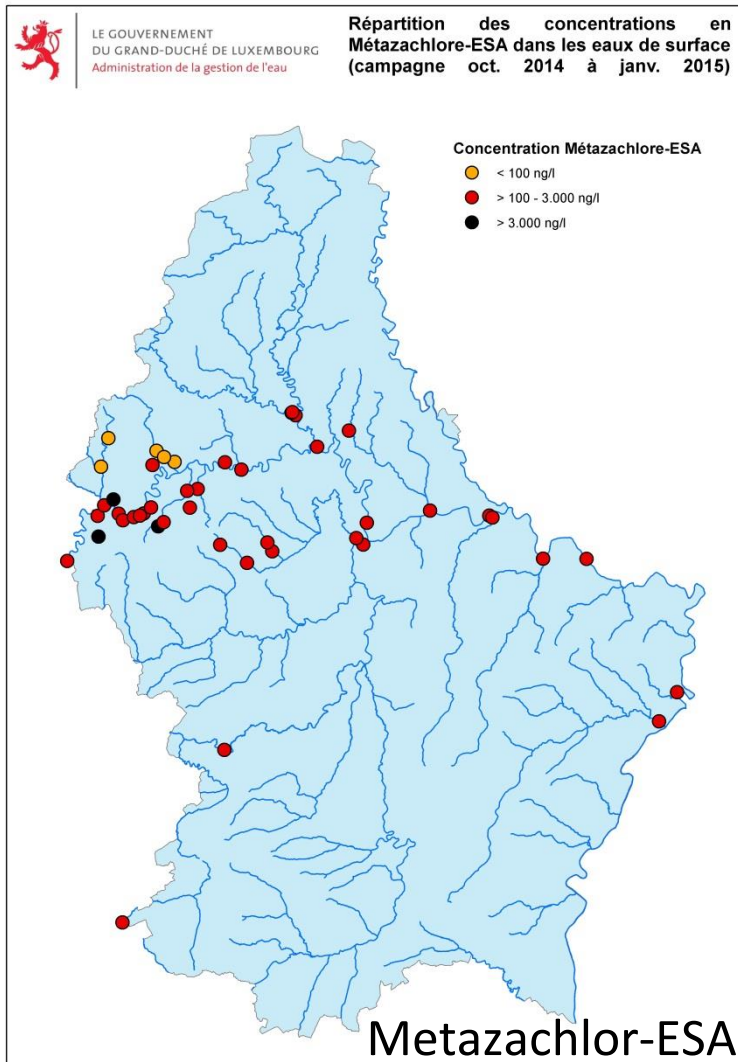 LE GOUVERNEMENT
DU GRAND-DUCHÉ DE LUXEMBOURG
Administration de la gestion de l'eau
Répartition des concentrations en
Métazachlore-ESA dans les eaux de surface
(campagne oct. 2014 à janv. 2015)
Concentration Métazachlore-ESA
< 100 ng/l
> 100 - 3.000 ng/l
> 3.000 ng/l
Metazachlor-ESA